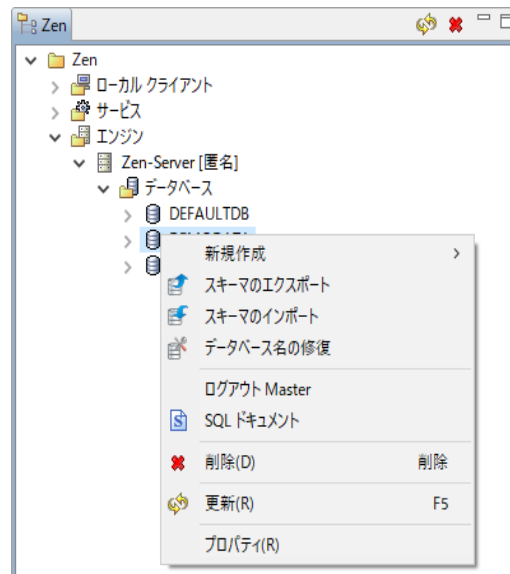 Zen
Zen
ローカル クライアント
サービス
エンジン
Zen-Server [匿名]
データベース
DEFAULTDB
新規作成
スキーマのエクスポート
スキーマのインポート
データベース名の修復
ログアウト Master
SQL ドキュメント
削除(D) 削除
更新(R) F5
プロパティ(R)